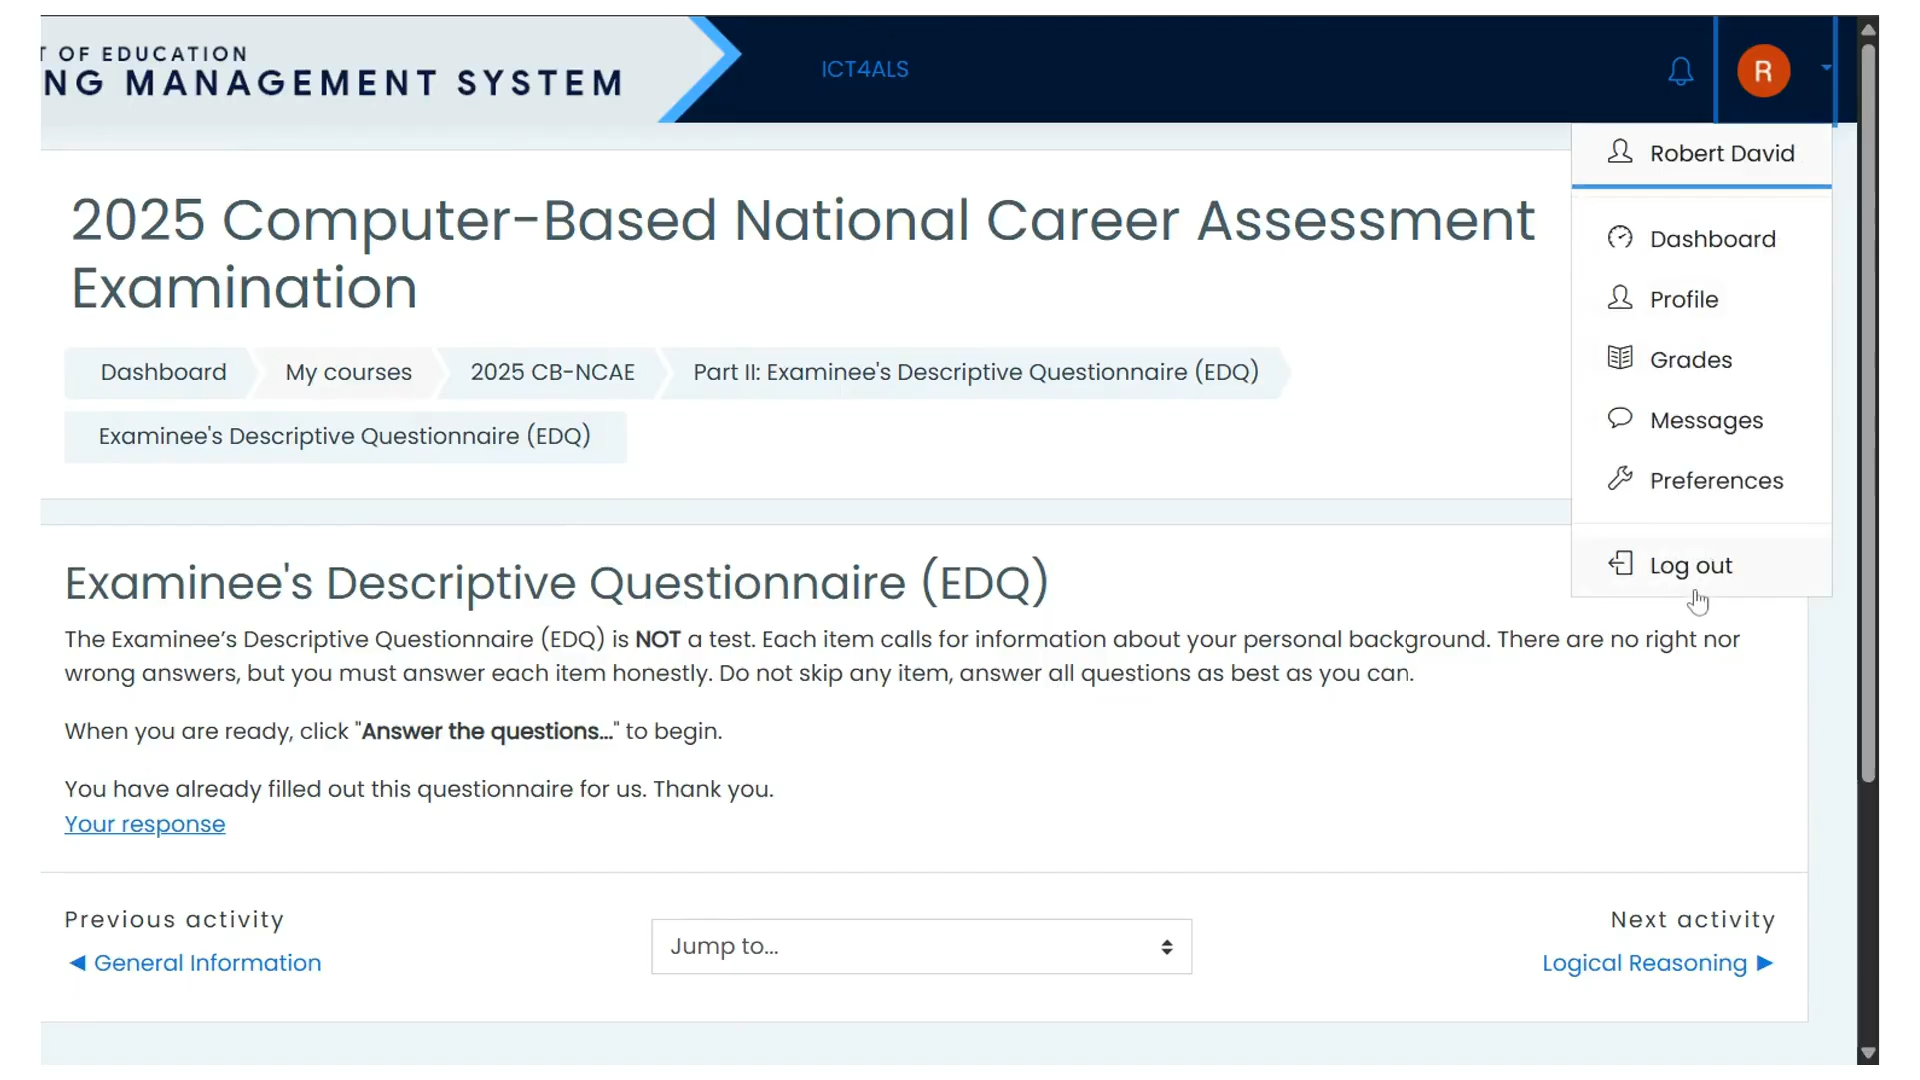 T OF EDUCATION
NG MANAGEMENT SYSTEM
ICT4ALS
R
Robert David
Dashboard
Profile
Grades
Messages
Preferences
Log out
2025 Computer-Based National Career Assessment
Examination
Dashboard
My courses
2025 CB-NCAE
Part II: Examinee's Descriptive Questionnaire (EDQ)
Examinee's Descriptive Questionnaire (EDQ)
Examinee's Descriptive Questionnaire (EDQ)
The Examinee’s Descriptive Questionnaire (EDQ) is NOT a test. Each item calls for information about your personal background. There are no right nor
wrong answers, but you must answer each item honestly. Do not skip any item, answer all questions as best as you can.
When you are ready, click "Answer the questions..." to begin.
You have already filled out this questionnaire for us. Thank you.
Your response
Previous activity
◀ General Information
Jump to...
Next activity
Logical Reasoning ▶